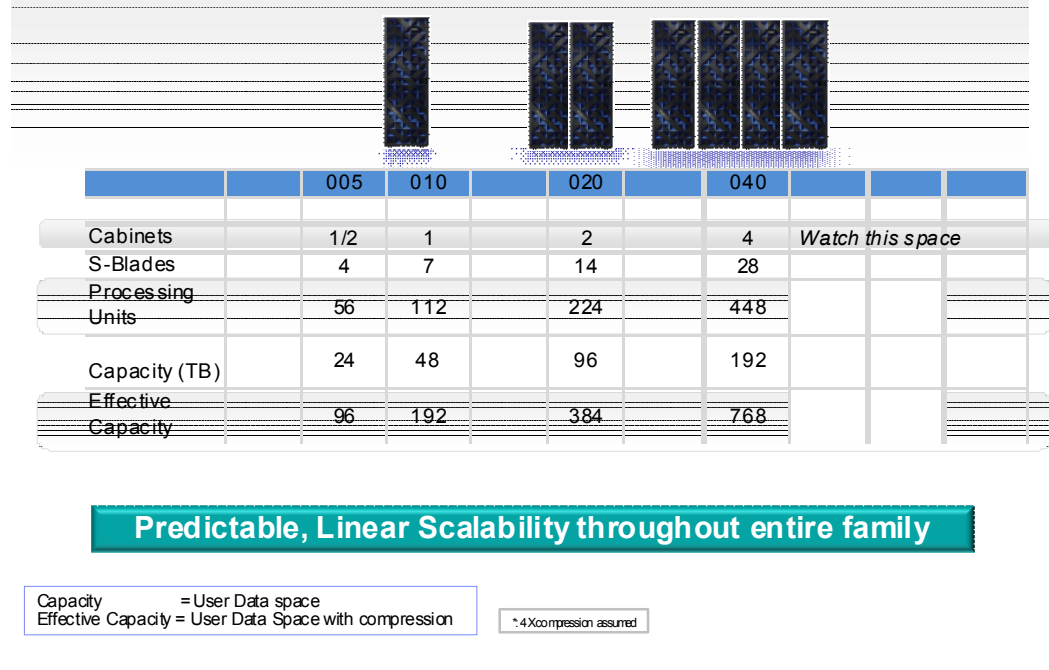 005 010 020 040
Cabinets 1/2 1 2 4 Watch this space
S-Blades 4 7 14 28
Processing
Units 56 112 224 448
Capacity (TB) 24 48 96 192
Effective
Capacity 96 192 384 768
Predictable, Linear Scalability throughout entire family
Capacity = User Data space
Effective Capacity = User Data Space with compression
*: 4X compression assumed